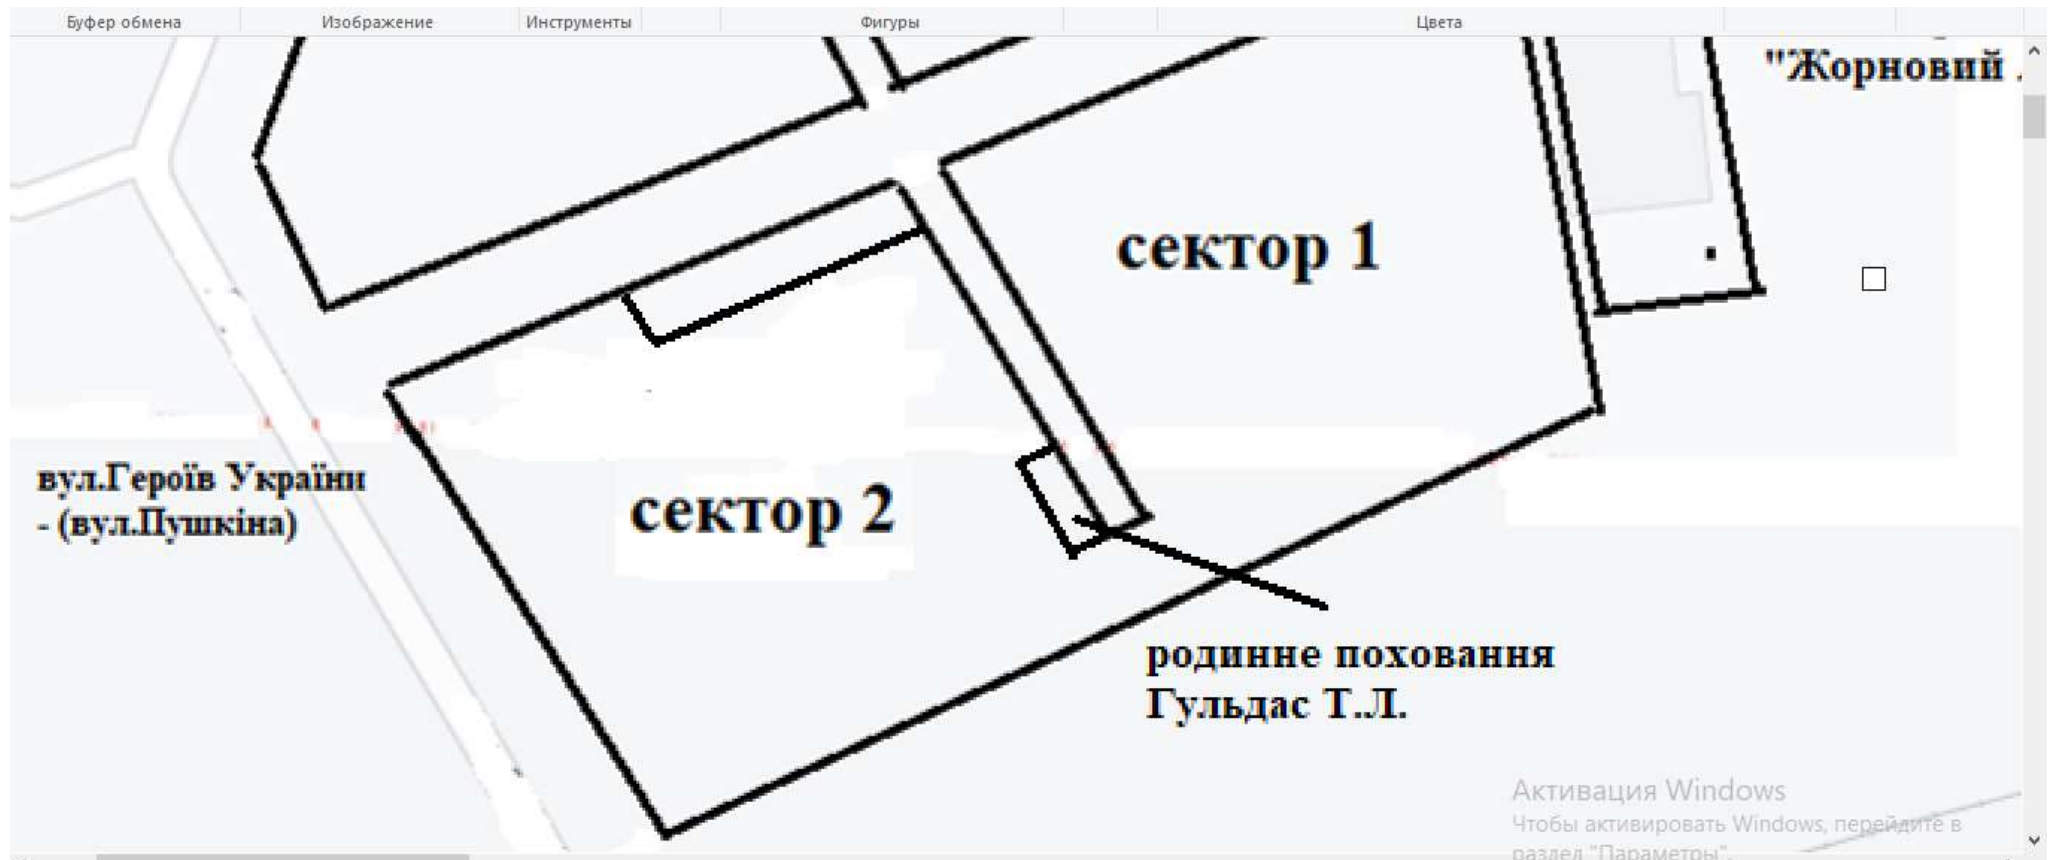 Буфер обмена
Изображение
Инструменты
Фигуры
Цвета
"Жорновий
сектор 1
вул.Героїв України
- (вул.Пушкіна)
сектор 2
родинне поховання
Гульдас Т.Л.
Активация Windows
Чтобы активировать Windows, перейдите в
раздел "Параметры".